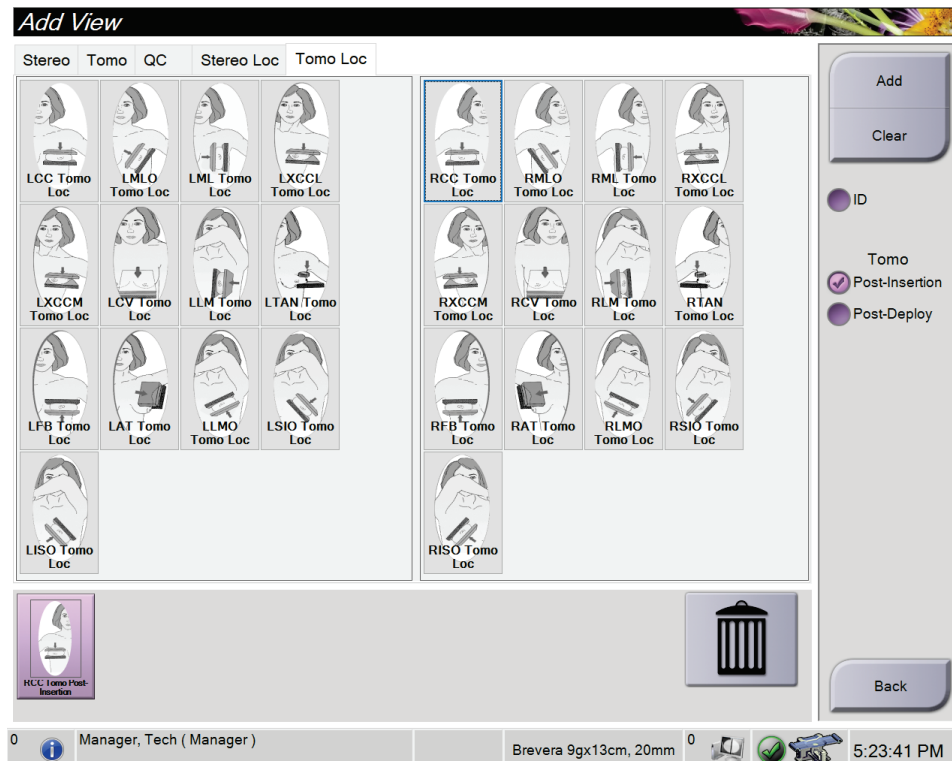 Add View
Stereo Tomo QC Stereo Loc Tomo Loc
LCC Tomo
Loc
LMLO
Tomo Loc
LML Tomo
Loc
LXCCL
Tomo Loc
RCC Tomo
Loc
RMLO
Tomo Loc
RML Tomo
Loc
RXCCL
Tomo Loc
LXCCM
Tomo Loc
LCV Tomo
Loc
LLM Tomo
Loc
LTAN Tomo
Loc
RXCCM
Tomo Loc
RCV Tomo
Loc
RLM Tomo
Loc
RTAN
Tomo Loc
LFB Tomo
Loc
LAT Tomo
Loc
LLMO
Tomo Loc
LSIO Tomo
Loc
RFB Tomo
Loc
RAT Tomo
Loc
RLMO
Tomo Loc
RSIO Tomo
Loc
LISO Tomo
Loc
RISO Tomo
Loc
Add
Clear
ID
Tomo
Post-Insertion
Post-Deploy
RCC Tomo Post-
Insertion
Back
0 Manager, Tech ( Manager ) Brevera 9gx13cm, 20mm 0 5:23:41 PM